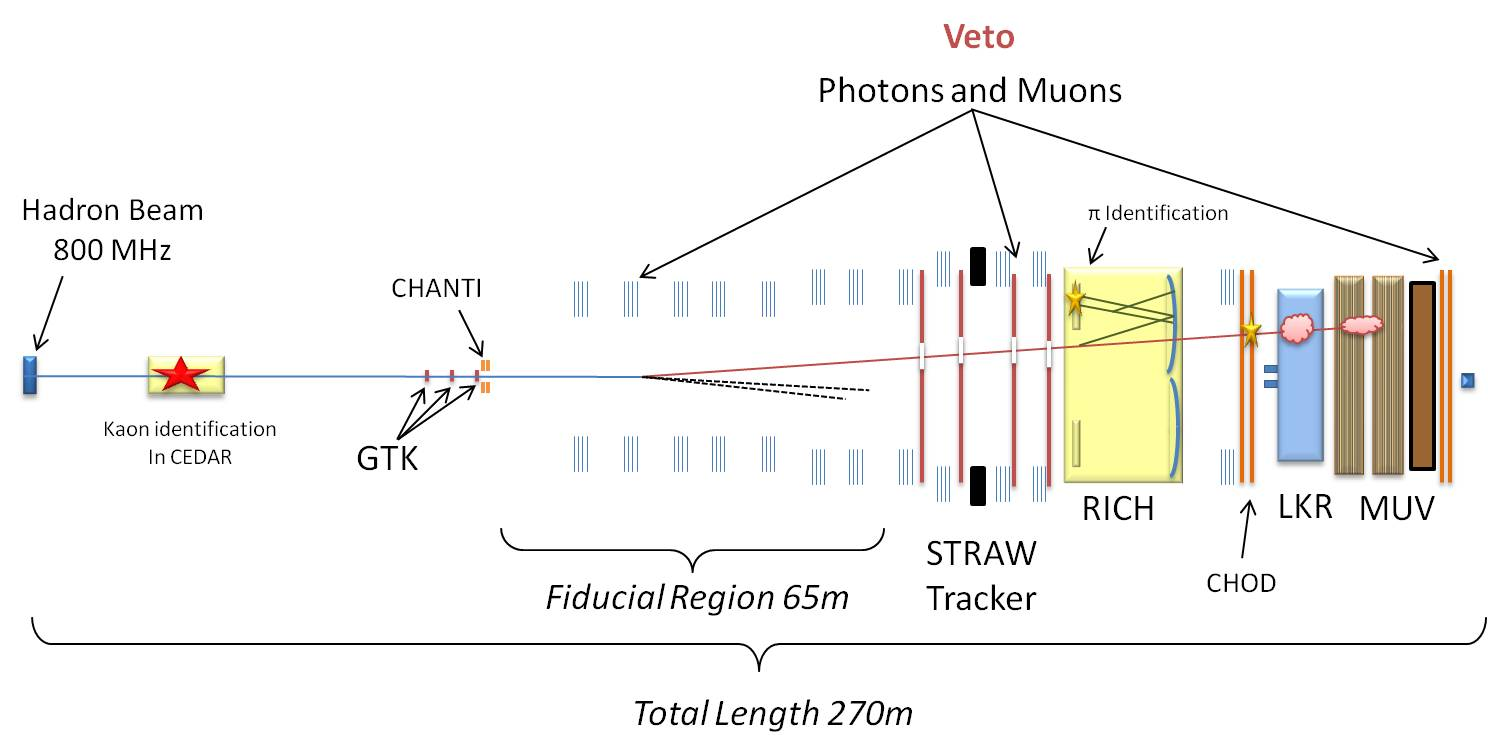 Veto
Photons and Muons
Hadron Beam
800 MHz
π Identification
CHANTI
Kaon identification
In CEDAR
GTK
RICH
LKR
MUV
STRAW
Tracker
CHOD
Fiducial Region 65m
Total Length 270m